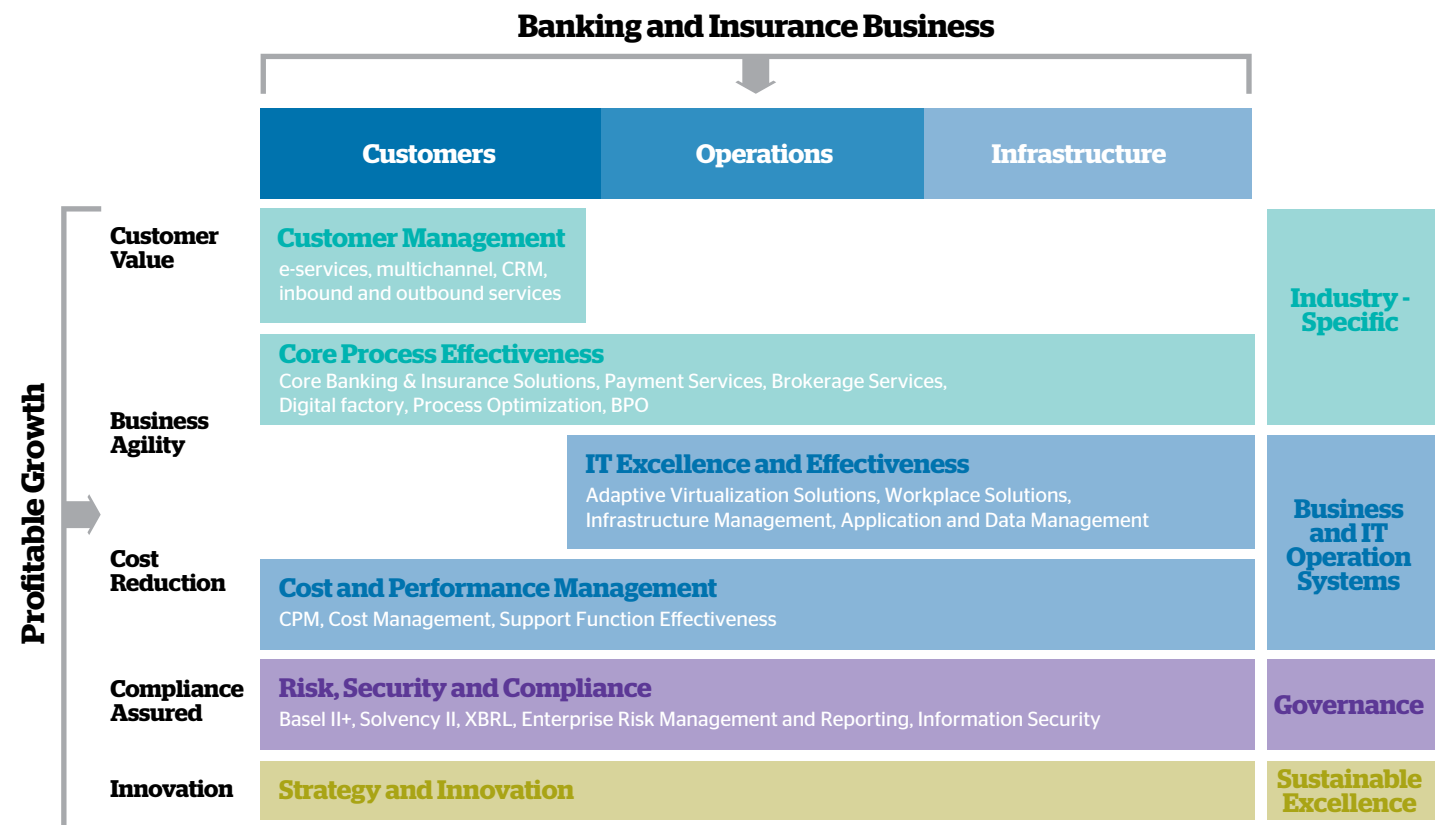 Banking and Insurance Business
Customers
Operations
Infrastructure
Profitable Growth
Customer
Value
Customer Management
e-services, multichannel, CRM,
inbound and outbound services
Industry -
Specific
Core Process Effectiveness
Core Banking & Insurance Solutions, Payment Services, Brokerage Services,
Digital factory, Process Optimization, BPO
Business
Agility
IT Excellence and Effectiveness
Adaptive Virtualization Solutions, Workplace Solutions,
Infrastructure Management, Application and Data Management
Business
and IT
Operation
Systems
Cost
Reduction
Cost and Performance Management
CPM, Cost Management, Support Function Effectiveness
Compliance
Assured
Risk, Security and Compliance
Basel II+, Solvency II, XBRL, Enterprise Risk Management and Reporting, Information Security
Governance
Innovation
Strategy and Innovation
Sustainable
Excellence